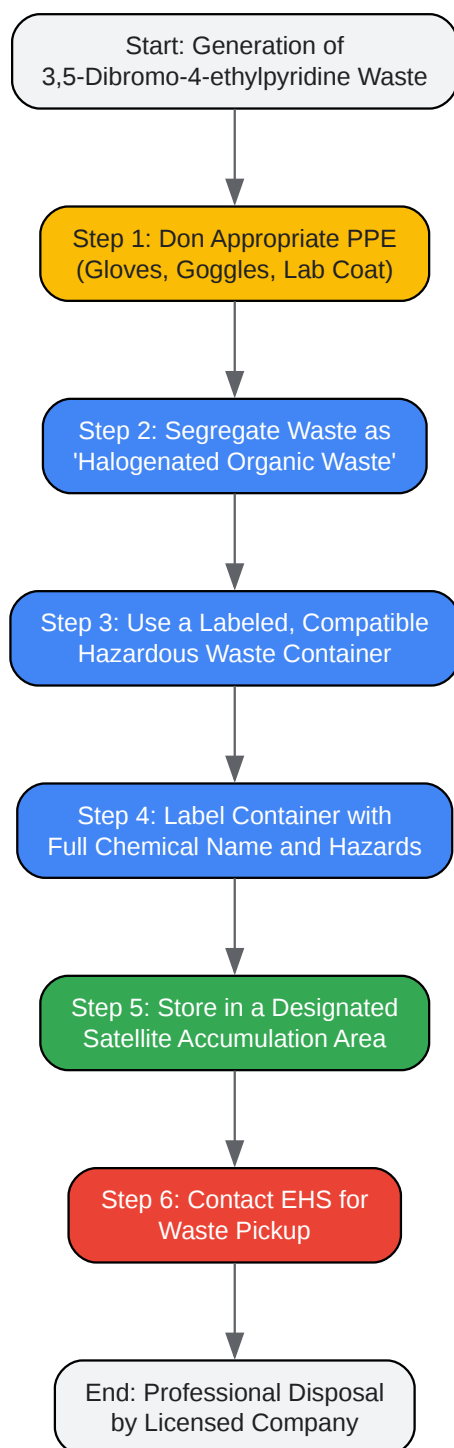 Start: Generation of
3,5-Dibromo-4-ethylpyridine Waste
Step 1: Don Appropriate PPE
(Gloves, Goggles, Lab Coat)
Step 2: Segregate Waste as
'Halogenated Organic Waste'
Step 3: Use a Labeled, Compatible
Hazardous Waste Container
Step 4: Label Container with
Full Chemical Name and Hazards
Step 5: Store in a Designated
Satellite Accumulation Area
Step 6: Contact EHS for
Waste Pickup
End: Professional Disposal
by Licensed Company